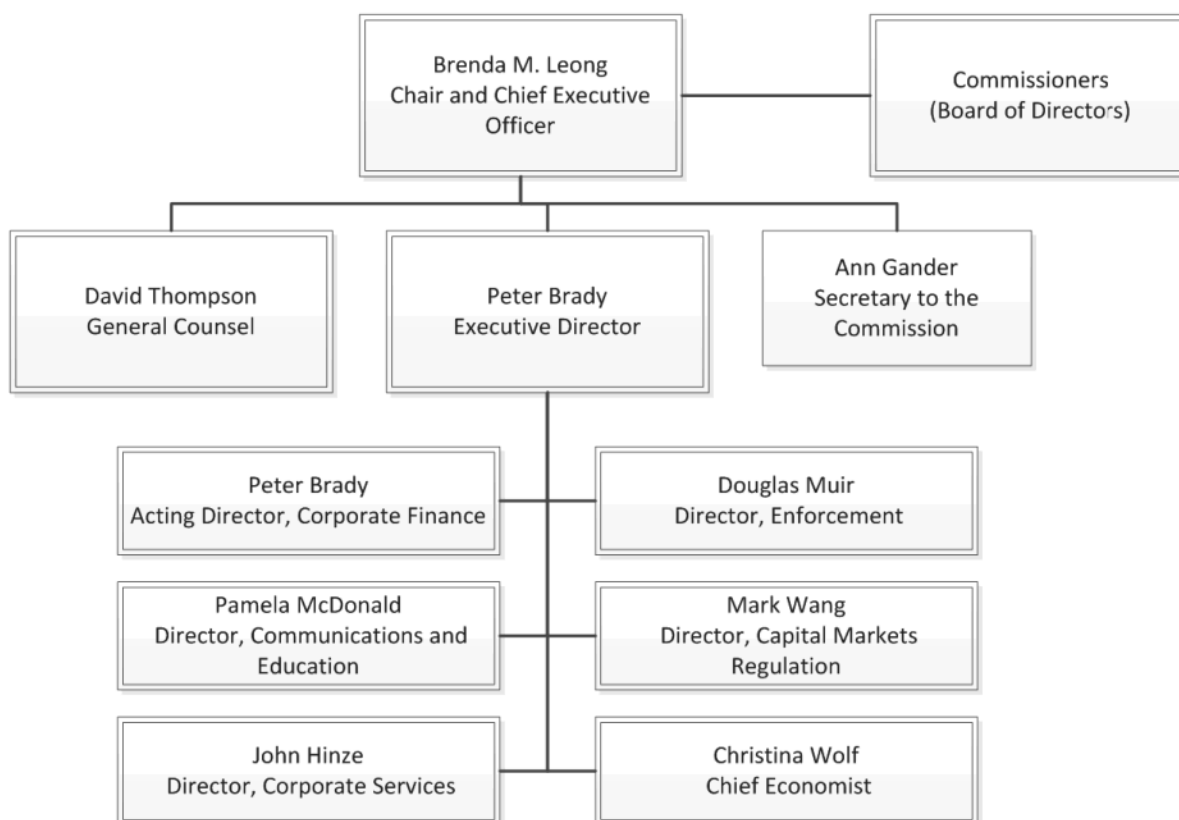 Brenda M. Leong
Chair and Chief Executive
Officer
Commissioners
(Board of Directors)
David Thompson
General Counsel
Peter Brady
Executive Director
Ann Gander
Secretary to the
Commission
Peter Brady
Acting Director, Corporate Finance
Douglas Muir
Director, Enforcement
Pamela McDonald
Director, Communications and
Education
Mark Wang
Director, Capital Markets
Regulation
John Hinze
Director, Corporate Services
Christina Wolf
Chief Economist